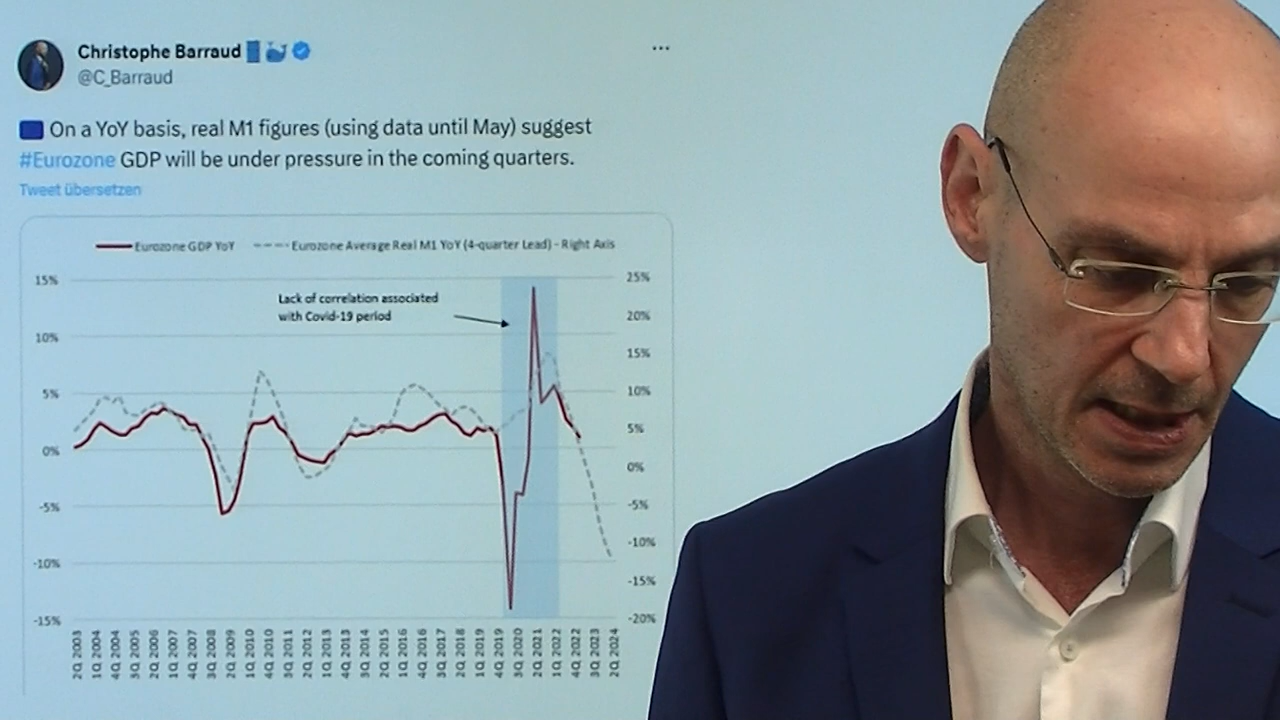 Christophe Barraud
@C_Barraud
On a YoY basis, real M1 figures (using data until May) suggest
#Eurozone GDP will be under pressure in the coming quarters.
Tweet übersetzen
Eurozone GDP YoY
Eurozone Average Real M1 YoY (4-quarter Lead) - Right Axis
15%
10%
5%
0%
-5%
-10%
-15%
Lack of correlation associated
with Covid-19 period
25%
20%
15%
10%
5%
0%
-5%
-10%
-15%
-20%
2Q 2003
1Q 2004
4Q 2004
3Q 2005
2Q 2006
1Q 2007
4Q 2007
3Q 2008
2Q 2009
1Q 2010
4Q 2010
3Q 2011
2Q 2012
1Q 2013
4Q 2013
3Q 2014
2Q 2015
1Q 2016
4Q 2016
3Q 2017
2Q 2018
1Q 2019
4Q 2019
3Q 2020
2Q 2021
1Q 2022
4Q 2022
3Q 2023
2Q 2024